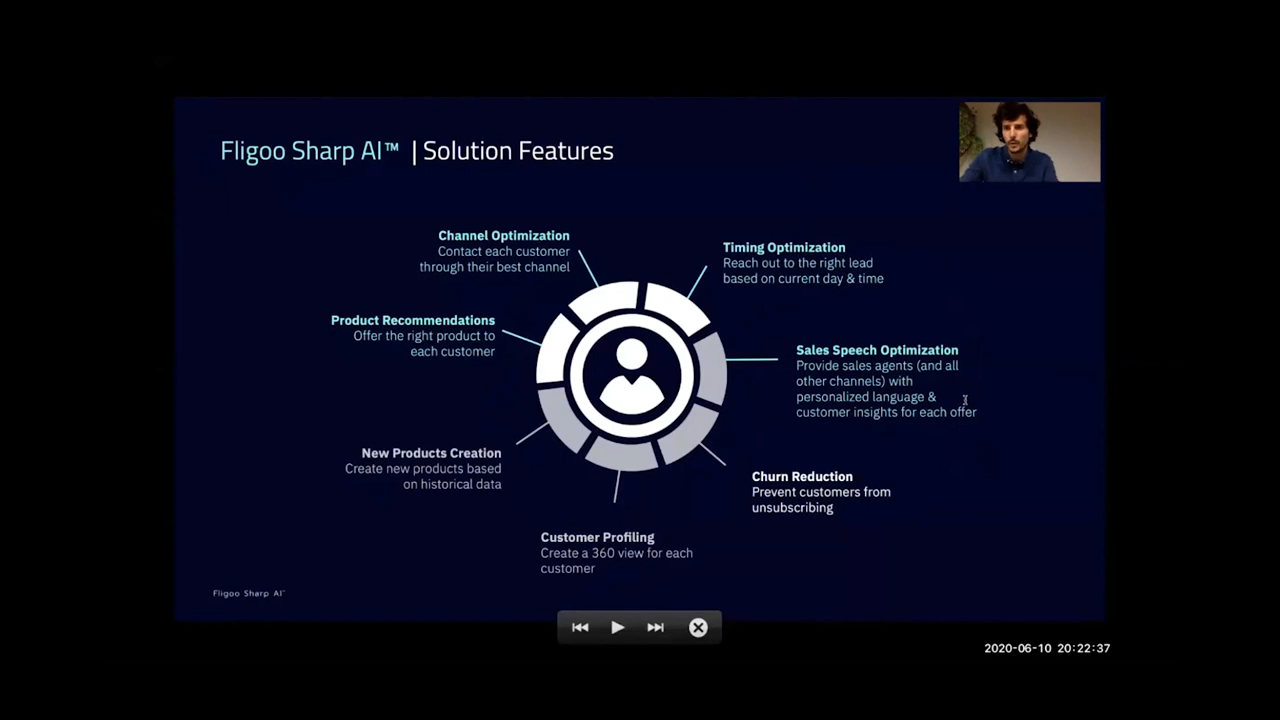 Fligoo Sharp AI™ | Solution Features
Channel Optimization
Contact each customer
through their best channel
Timing Optimization
Reach out to the right lead
based on current day & time
Product Recommendations
Offer the right product to
each customer
Sales Speech Optimization
Provide sales agents (and all
other channels) with
personalized language &
customer insights for each offer
New Products Creation
Create new products based
on historical data
Churn Reduction
Prevent customers from
unsubscribing
Customer Profiling
Create a 360 view for each
customer
Fligoo Sharp AI™
2020-06-10 20:22:37